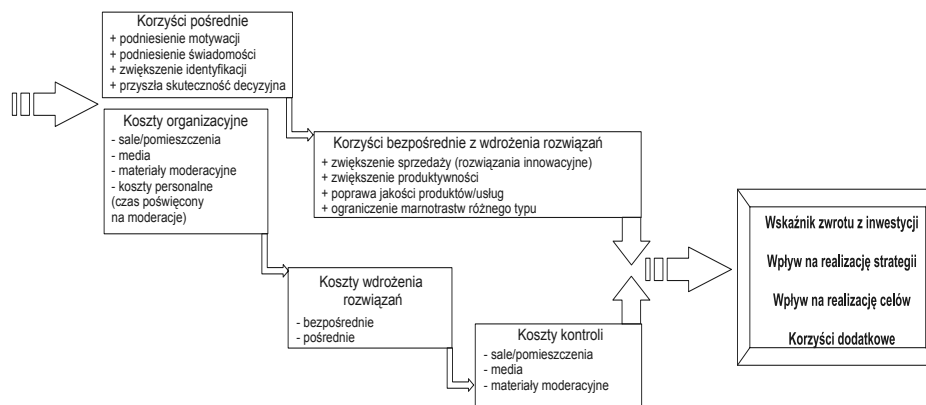 Korzyści pośrednie
+ podniesienie motywacji
+ podniesienie świadomości
+ zwiększenie identyfikacji
+ przyszła skuteczność decyzyjna
Koszty organizacyjne
- sale/pomieszczenia
- media
- materiały moderacyjne
- koszty personalne
(czas poświęcony
na moderacje)
Korzyści bezpośrednie z wdrożenia rozwiązań
+ zwiększenie sprzedaży (rozwiązania innowacyjne)
+ zwiększenie produktywności
+ poprawa jakości produktów/usług
+ ograniczenie marnotrastw różnego typu
Koszty wdrożenia
rozwiązań
- bezpośrednie
- pośrednie
Koszty kontroli
- sale/pomieszczenia
- media
- materiały moderacyjne
Wskaźnik zwrotu z inwestycji
Wpływ na realizację strategii
Wpływ na realizację celów
Korzyści dodatkowe